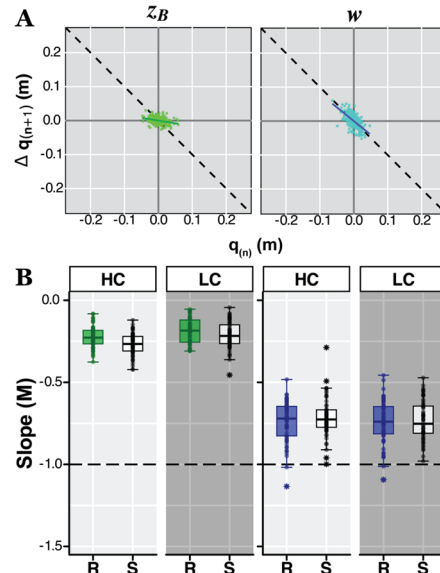 A
z_B
w
0.2
0.1
0.0
-0.1
-0.2
Δ q(n+1) (m)
-0.2 -0.1 0.0 0.1 0.2 -0.2 -0.1 0.0 0.1 0.2
q(n) (m)
B
HC LC HC LC
0.0
-0.5
-1.0
-1.5
Slope (M)
R S R S R S R S